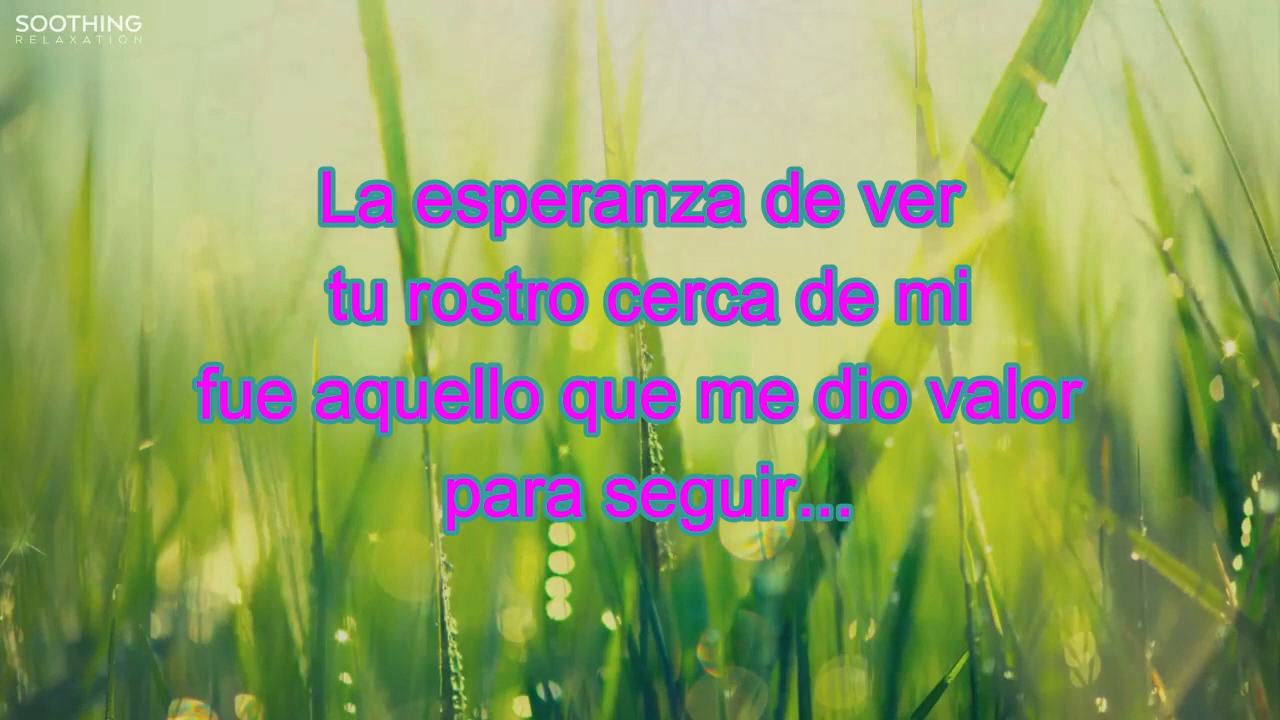 SOOTHING
RELAXATION
La esperanza de ver
tu rostro cerca de mi
fue aquello que me dio valor
para seguir...